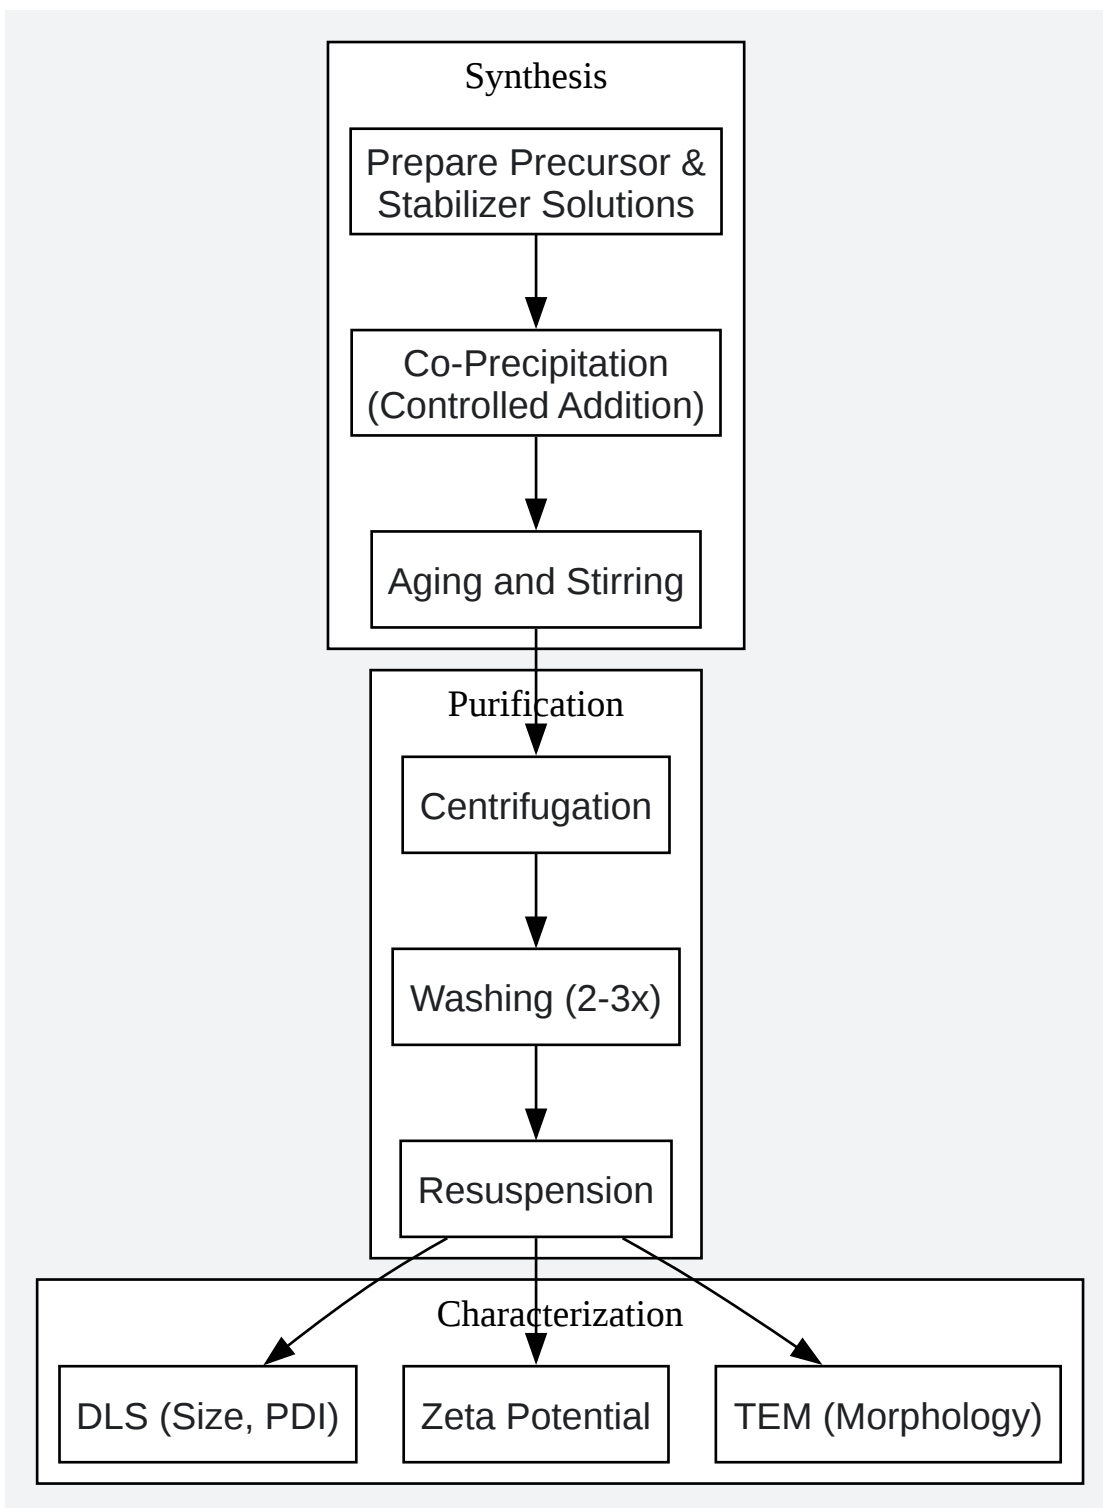 Synthesis
Prepare Precursor &
Stabilizer Solutions
Co-Precipitation
(Controlled Addition)
Aging and Stirring
Purification
Centrifugation
Washing (2-3x)
Resuspension
Characterization
DLS (Size, PDI)
Zeta Potential
TEM (Morphology)